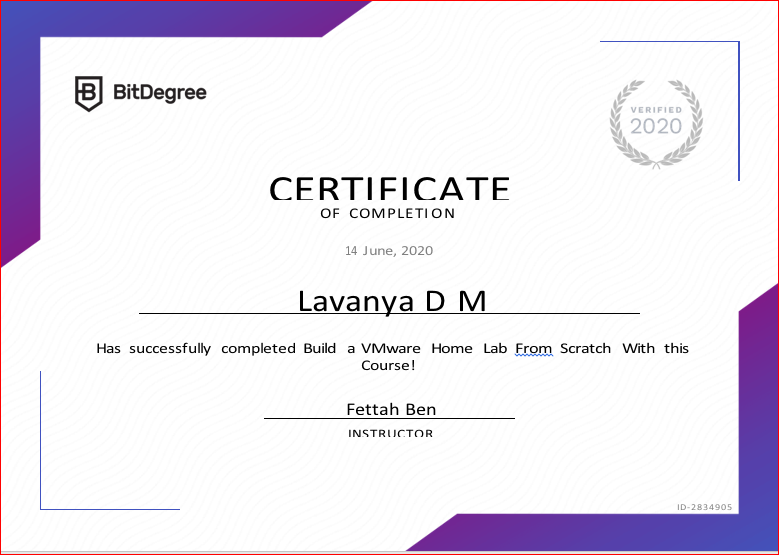 B BitDegree
VERIFIED
2020
CERTIFICATE
OF COMPLETION
14 June, 2020
Lavanya D M
Has successfully completed Build a VMware Home Lab From Scratch With this
Course!
Fettah Ben
INSTRUCTOR
ID-2834905